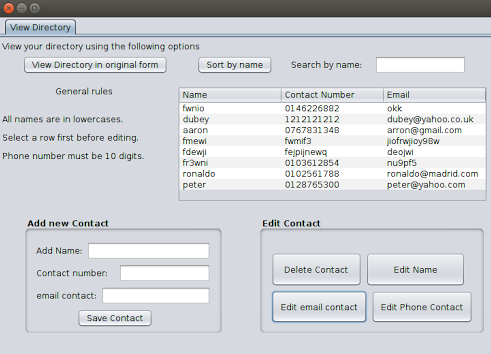 View Directory
View your directory using the following options
View Directory in original form Sort by name Search by name:
General rules
All names are in lowercases.
Select a row first before editing.
Phone number must be 10 digits.
Name Contact Number Email
fwnio 0146226882 okk
dubey 1212121212 dubey@yahoo.co.uk
aaron 0767831348 arron@gmail.com
fmewi fwmif3 jiofrwjioy98w
fdewji fejpijnewq deojwi
fr3wni 0103612854 nu9pf5
ronaldo 0102561788 ronaldo@madrid.com
peter 0128765300 peter@yahoo.com
Add new Contact
Add Name:
Contact number:
email contact:
Save Contact
Edit Contact
Delete Contact Edit Name
Edit email contact Edit Phone Contact